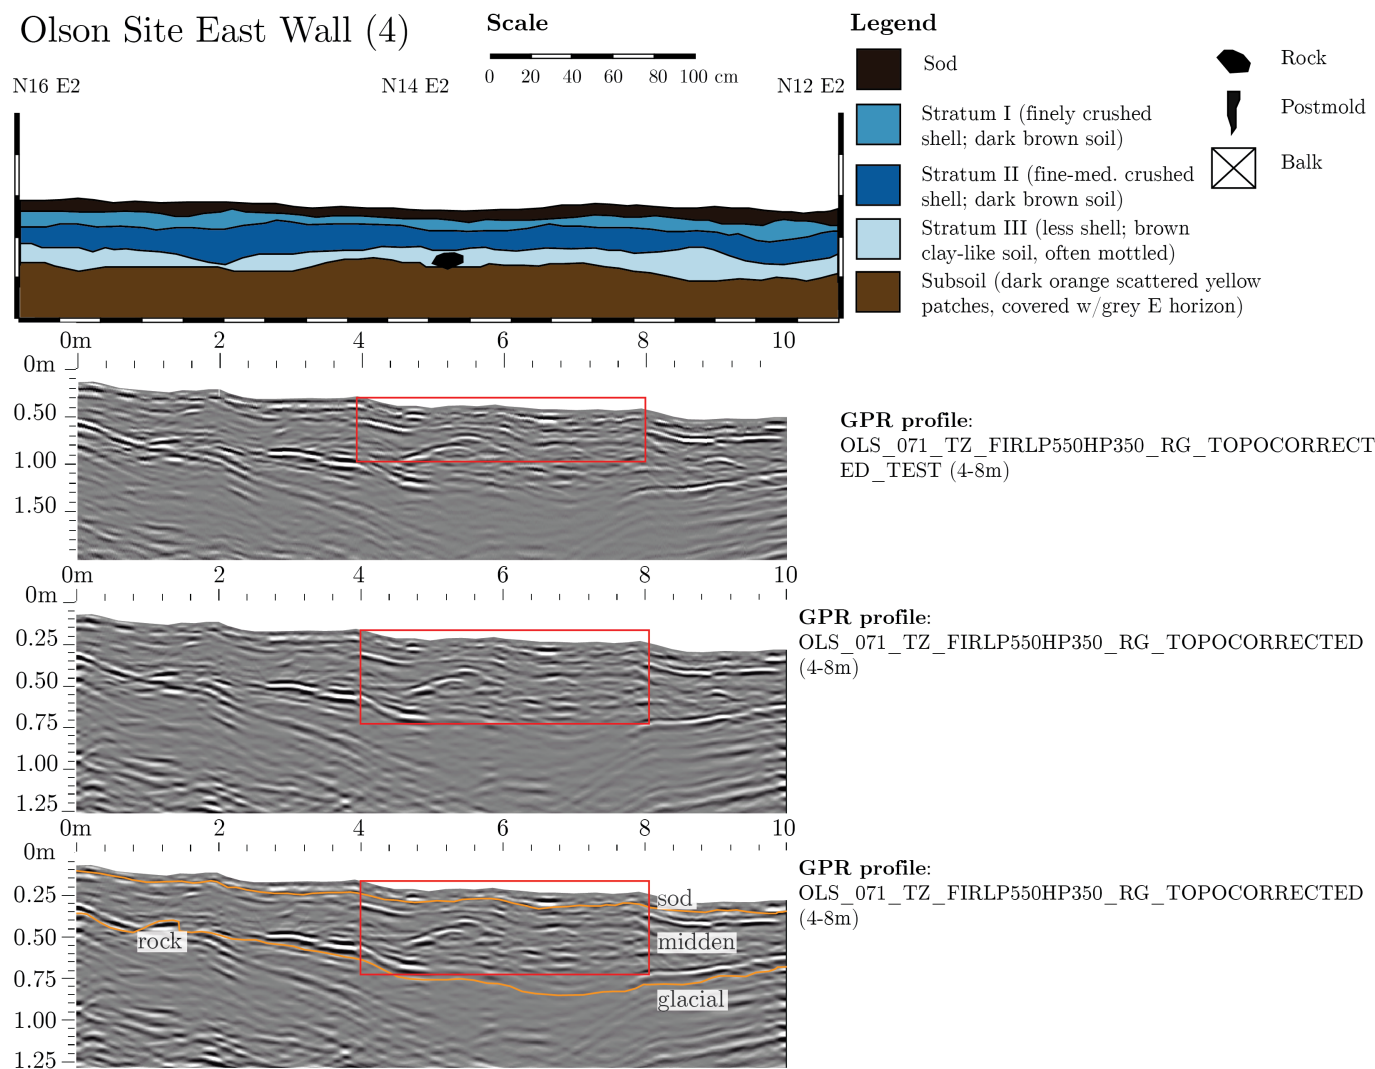 Olson Site East Wall (4)
Scale
0 20 40 60 80 100 cm
N16 E2 N14 E2 N12 E2
Legend
Sod
Stratum I (finely crushed
shell; dark brown soil)
Stratum II (fine-med. crushed
shell; dark brown soil)
Stratum III (less shell; brown
clay-like soil, often mottled)
Subsoil (dark orange scattered yellow
patches, covered w/grey E horizon)
Rock
Postmold
Balk
0m 2 4 6 8 10
0m
0.50
1.00
1.50
GPR profile:
OLS_071_TZ_FIRLP550HP350_RG_TOPOCORRECT
ED_TEST (4-8m)
0m 2 4 6 8 10
0m
0.25
0.50
0.75
1.00
1.25
GPR profile:
OLS_071_TZ_FIRLP550HP350_RG_TOPOCORRECTED
(4-8m)
0m 2 4 6 8 10
0m
0.25
0.50
0.75
1.00
1.25
sod
rock
midden
glacial
GPR profile:
OLS_071_TZ_FIRLP550HP350_RG_TOPOCORRECTED
(4-8m)